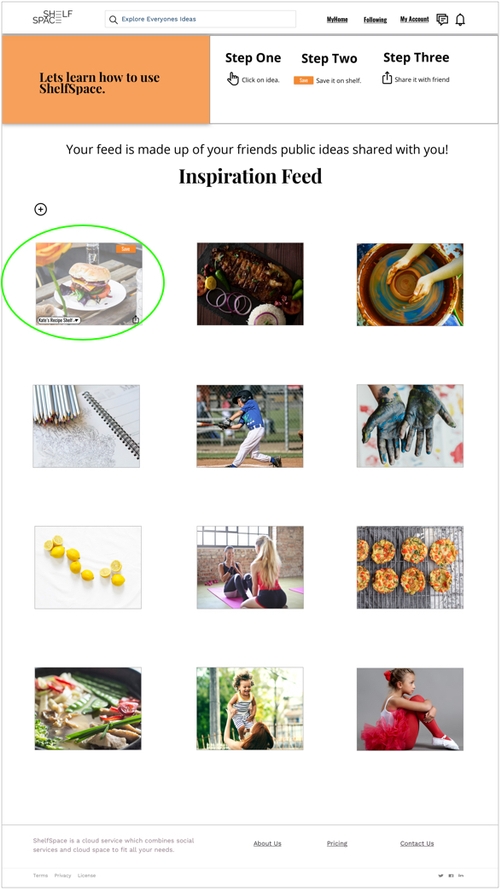 SHELF
SPACE
Explore Everyones Ideas
MyHome
Following
My Account
Lets learn how to use
ShelfSpace.
Step One
Click on idea.
Step Two
Save
Save it on shelf.
Step Three
Share it with friend
Your feed is made up of your friends public ideas shared with you!
Inspiration Feed
Save
Kate's Recipe Shelf
ShelfSpace is a cloud service which combines social
services and cloud space to fit all your needs.
About Us
Pricing
Contact Us
Terms
Privacy
License